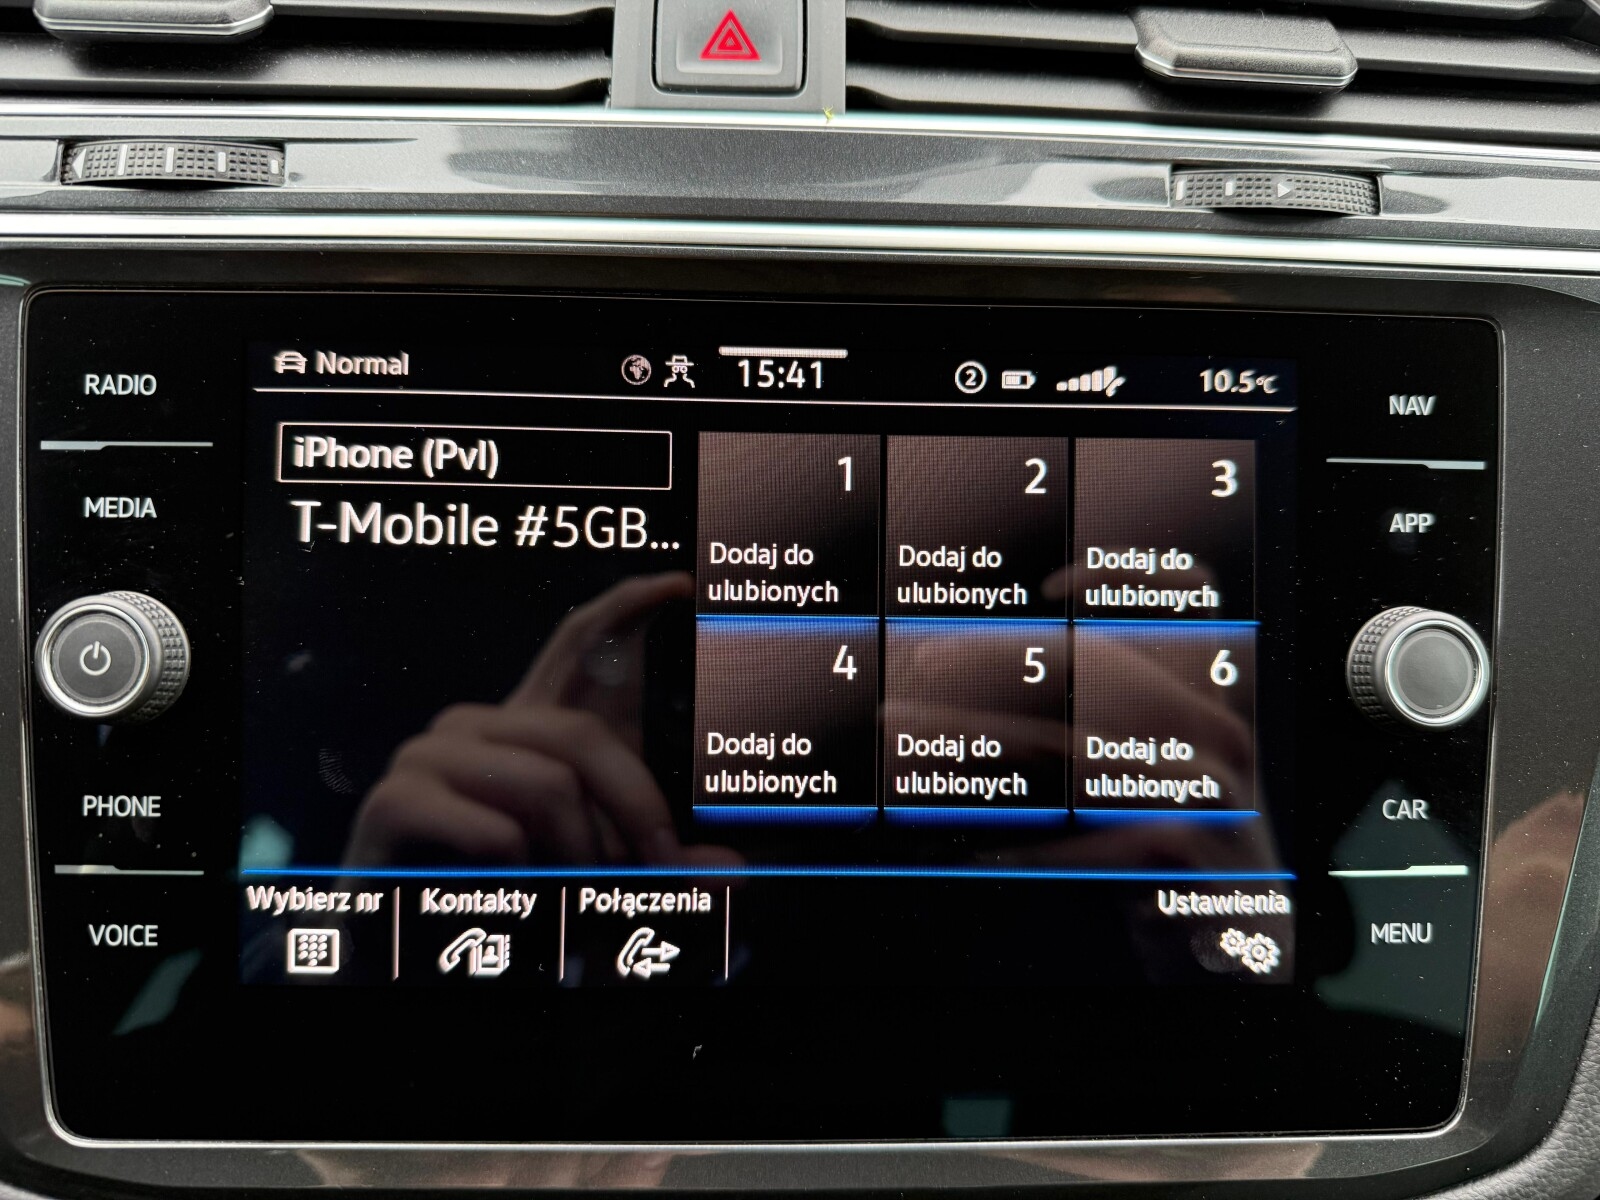 RADIO
MEDIA
PHONE
VOICE
Normal
15:41
2
10.5°C
iPhone (Pvl)
T-Mobile #5GB...
1
Dodaj do
ulubionych
2
Dodaj do
ulubionych
3
Dodaj do
ulubionych
4
Dodaj do
ulubionych
5
Dodaj do
ulubionych
6
Dodaj do
ulubionych
Wybierz nr
Kontakty
Połączenia
Ustawienia
NAV
APP
CAR
MENU